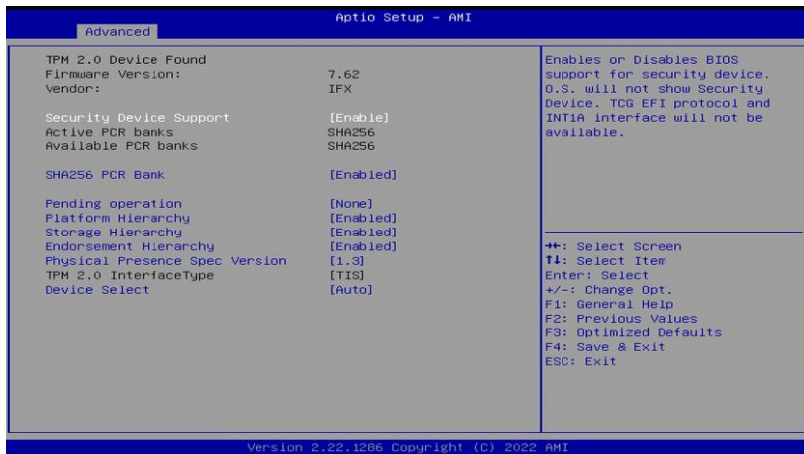 Aptio Setup – AMI
Advanced
TPM 2.0 Device Found
Firmware Version: 7.62
Vendor: IFX
Security Device Support [Enable]
Active PCR banks SHA256
Available PCR banks SHA256
SHA256 PCR Bank [Enabled]
Pending operation [None]
Platform Hierarchy [Enabled]
Storage Hierarchy [Enabled]
Endorsement Hierarchy [Enabled]
Physical Presence Spec Version [1.3]
TPM 2.0 InterfaceType [TIS]
Device Select [Auto]
Enables or Disables BIOS
support for security device.
O.S. will not show Security
Device. TCG EFI protocol and
INT1A interface will not be
available.
→←: Select Screen
↑↓: Select Item
Enter: Select
+/-: Change Opt.
F1: General Help
F2: Previous Values
F3: Optimized Defaults
F4: Save & Exit
ESC: Exit
Version 2.22.1286 Copyright (C) 2022 AMI